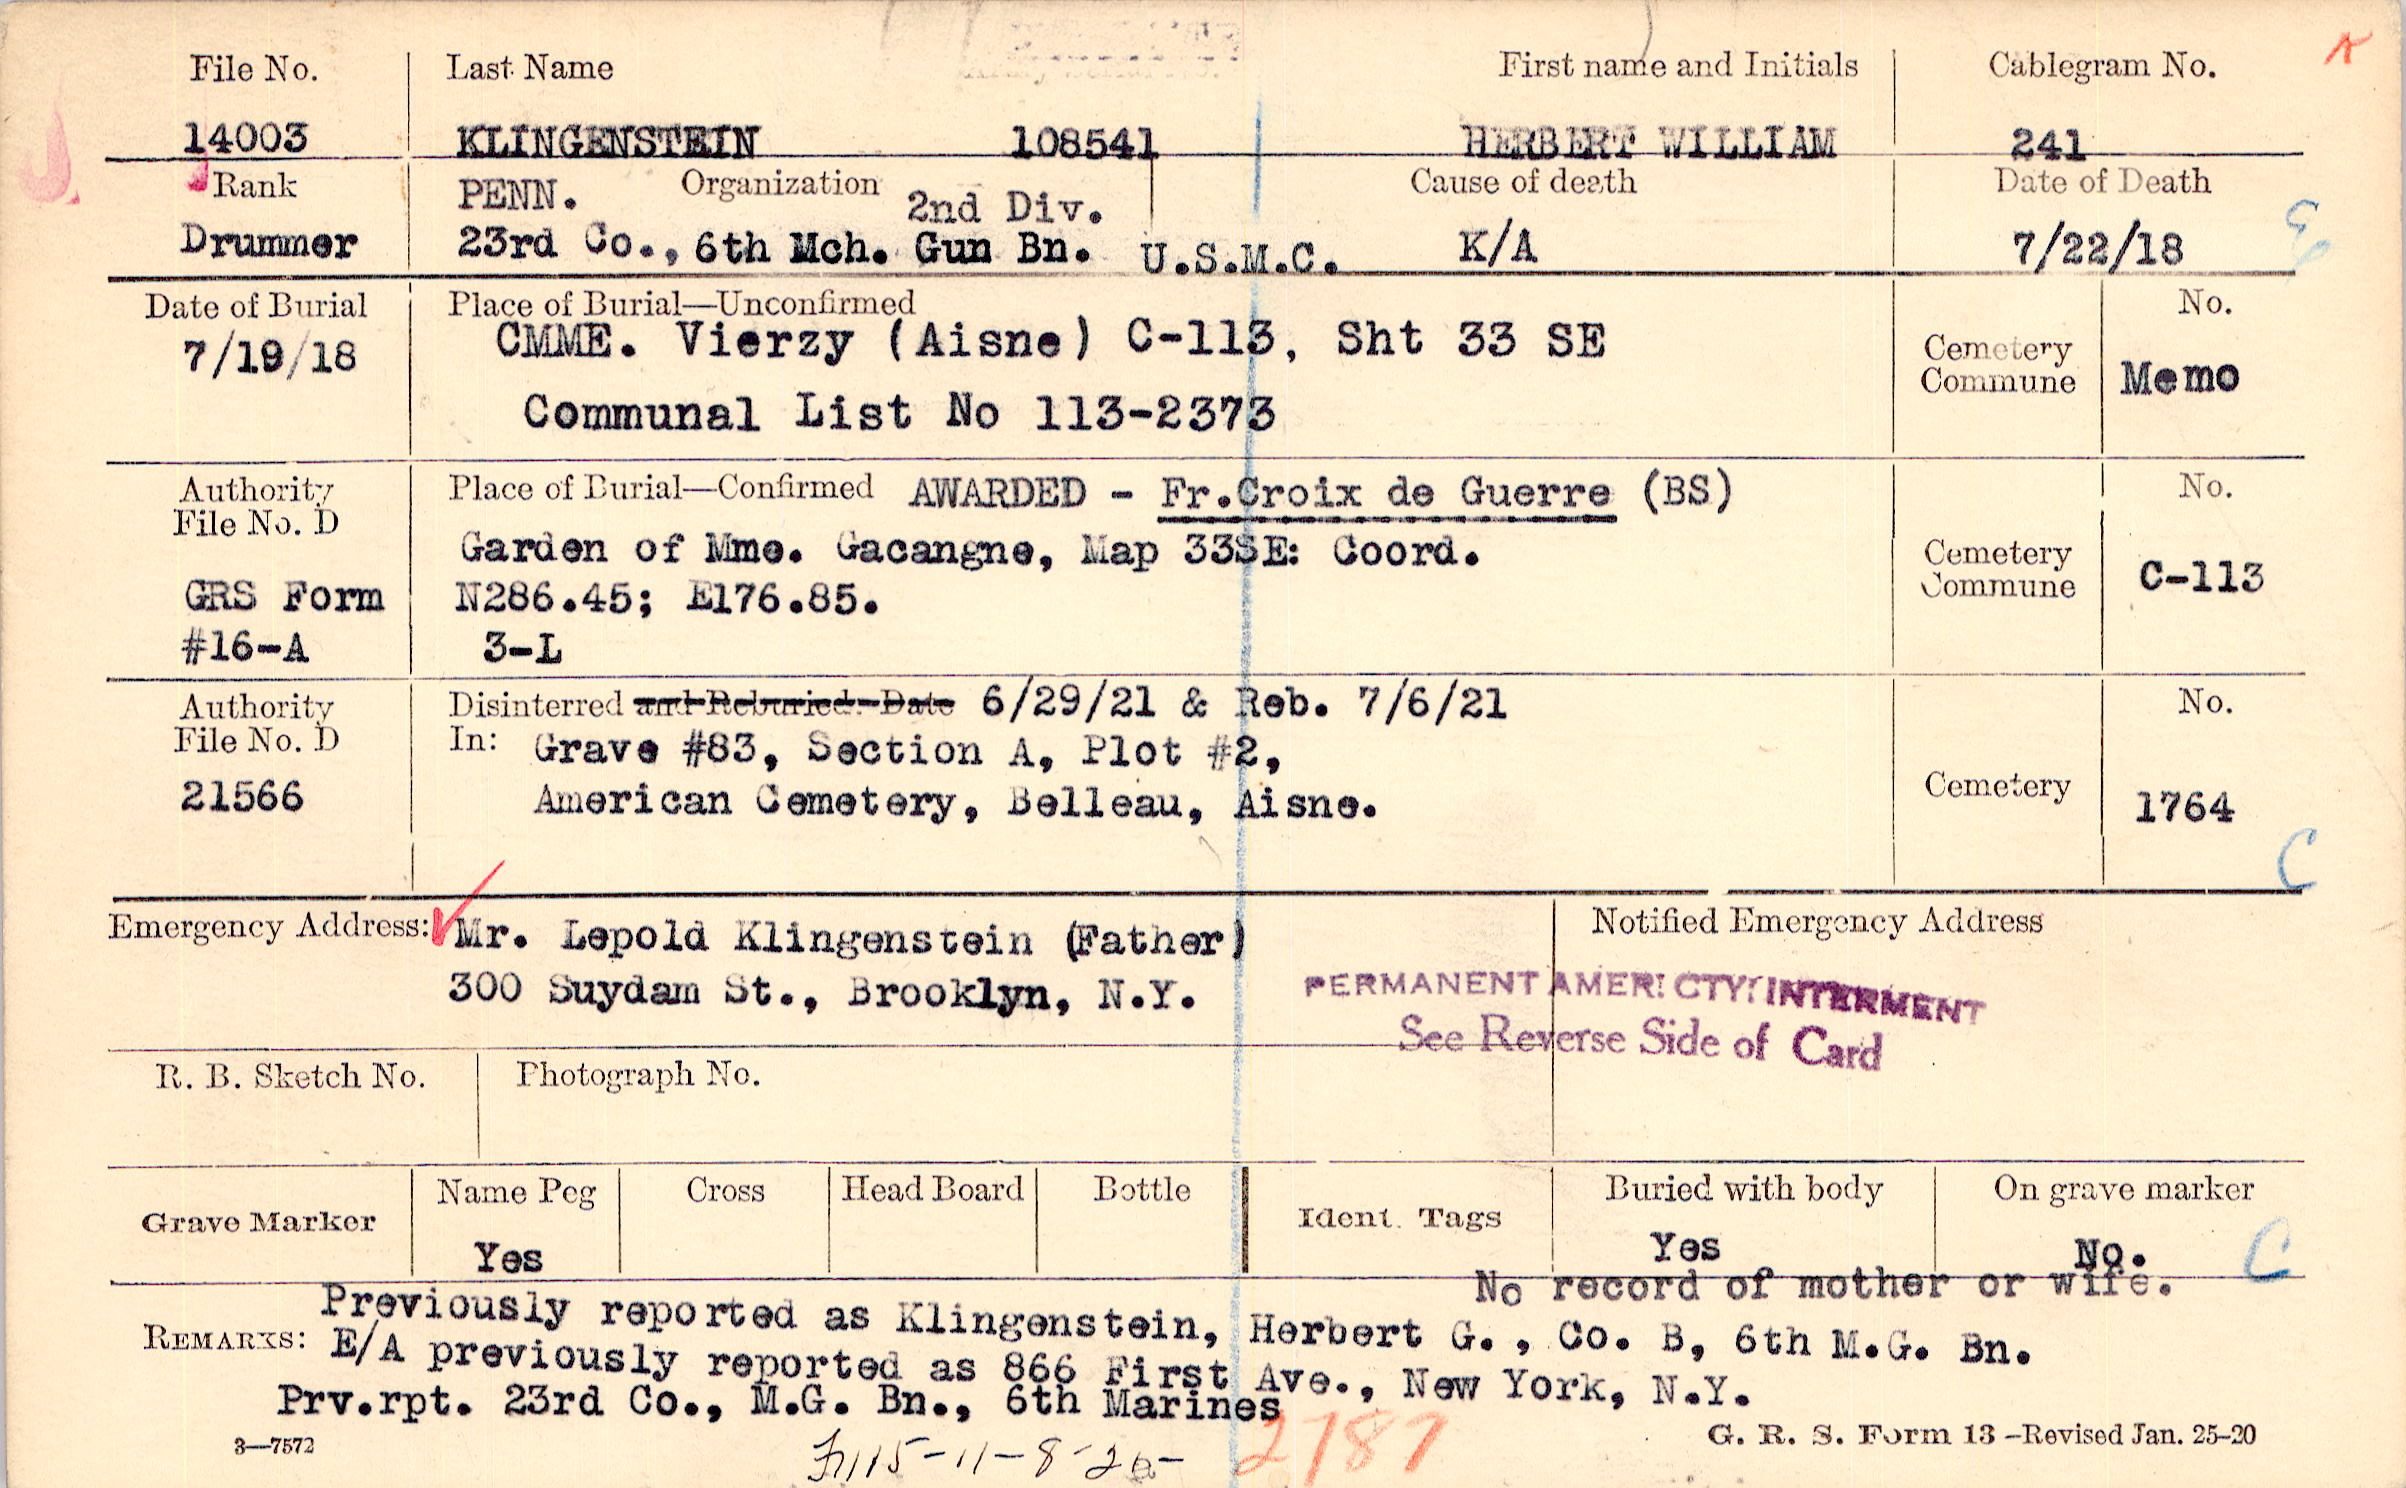 File No. Last Name First name and Initials Cablegram No.
14003 KLINGENSTEIN 108541 HERBERT WILLIAM 241
Rank PENN. Organization 2nd Div. Cause of death Date of Death
Drummer 23rd Co., 6th Mch. Gun Bn. U.S.M.C. K/A 7/22/18
Date of Burial Place of Burial—Unconfirmed No.
7/19/18 CMME. Vierzy (Aisne) C-113, Sht 33 SE Cemetery
Commune Memo
Communal List No 113-2373
Authority Place of Burial—Confirmed AWARDED - Fr.Croix de Guerre (BS) No.
File No. D
Garden of Mme. Gacangne, Map 33SE: Coord. Cemetery
GRS Form N286.45; E176.85. Commune C-113
#16-A 3-L
Authority Disinterred and Reburied. Date 6/29/21 & Reb. 7/6/21 No.
File No. D In: Grave #83, Section A, Plot #2,
21566 American Cemetery, Belleau, Aisne. Cemetery 1764
C
Emergency Address: Mr. Lepold Klingenstein (Father) Notified Emergency Address
300 Suydam St., Brooklyn, N.Y.
PERMANENT AMERI CTY. INTERMENT
See Reverse Side of Card
R. B. Sketch No. Photograph No.
Grave Marker Name Peg Cross Head Board Bottle Ident. Tags Buried with body On grave marker
Yes Yes No.
C
No record of mother or wife.
Previously reported as Klingenstein, Herbert G., Co. B, 6th M.G. Bn.
REMARKS: E/A previously reported as 866 First Ave., New York, N.Y.
Prv.rpt. 23rd Co., M.G. Bn., 6th Marines
3—7572 2787 G. R. S. Form 13—Revised Jan. 25-20